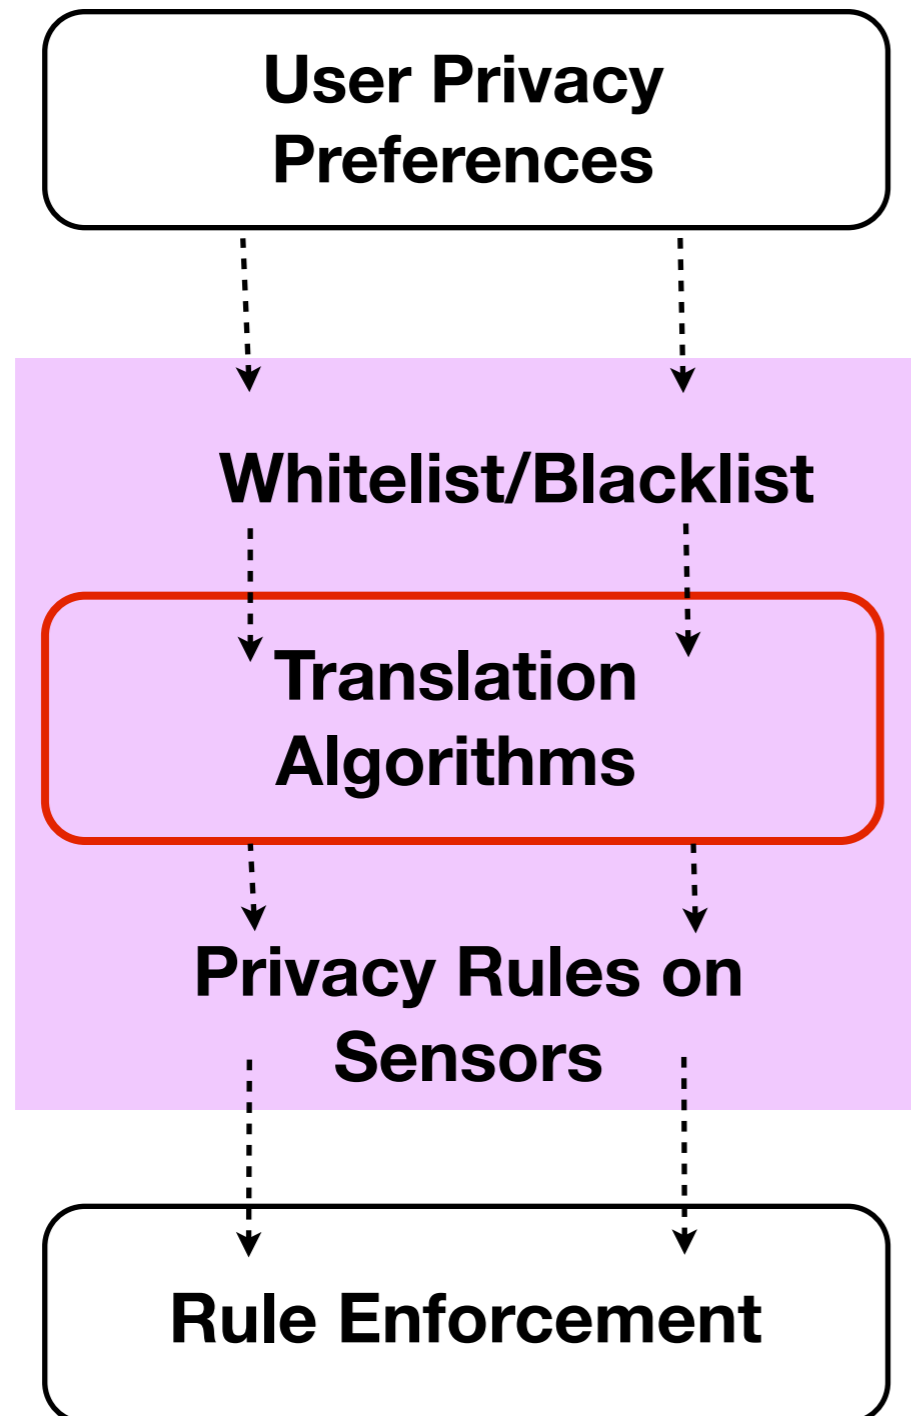 User Privacy
Preferences
Whitelist/Blacklist
Translation
Algorithms
Privacy Rules on
Sensors
Rule Enforcement